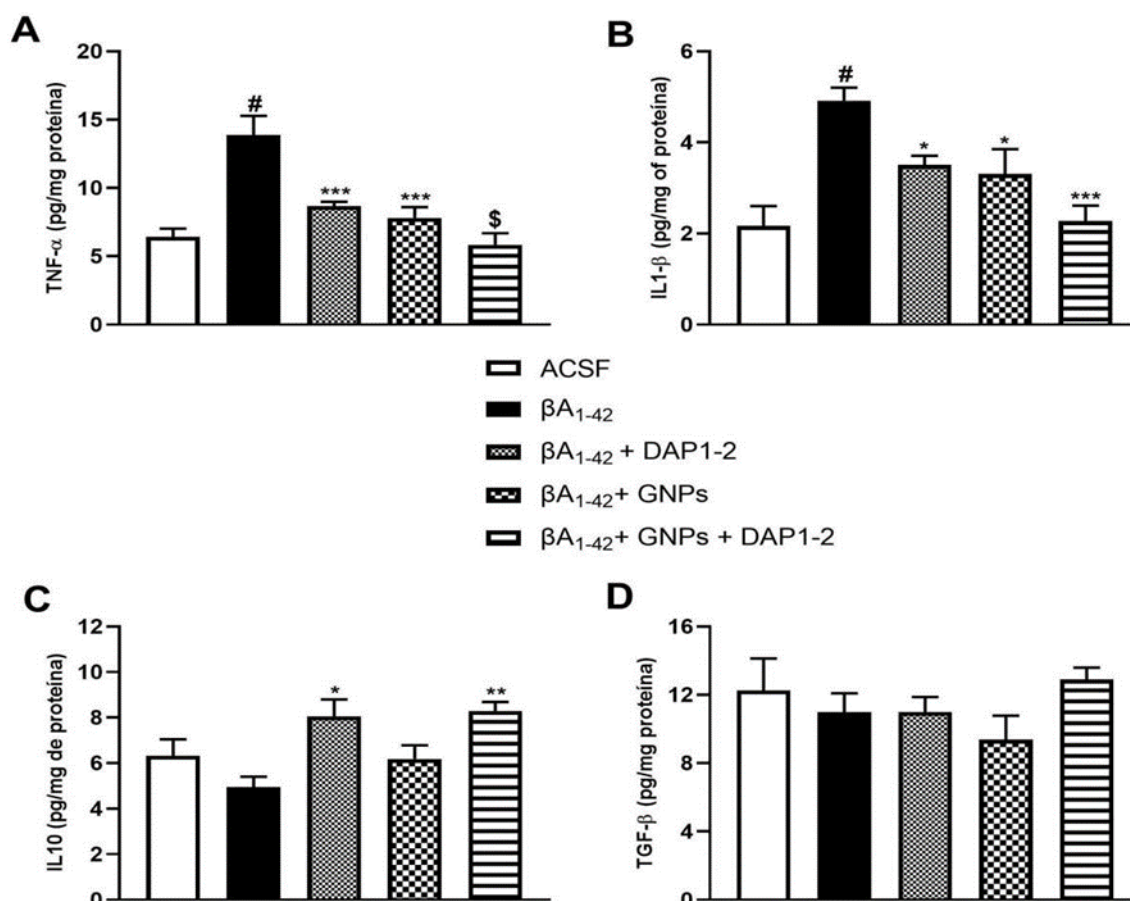 A
B
TNF-α (pg/mg proteína)
20
15
10
5
0
#
***
***
$
IL1-β (pg/mg of proteína)
6
4
2
0
#
*
*
***
ACSF
βA1-42
βA1-42 + DAP1-2
βA1-42+ GNPs
βA1-42+ GNPs + DAP1-2
C
D
IL10 (pg/mg de proteína)
12
10
8
6
4
2
0
*
**
TGF-β (pg/mg proteína)
16
12
8
4
0